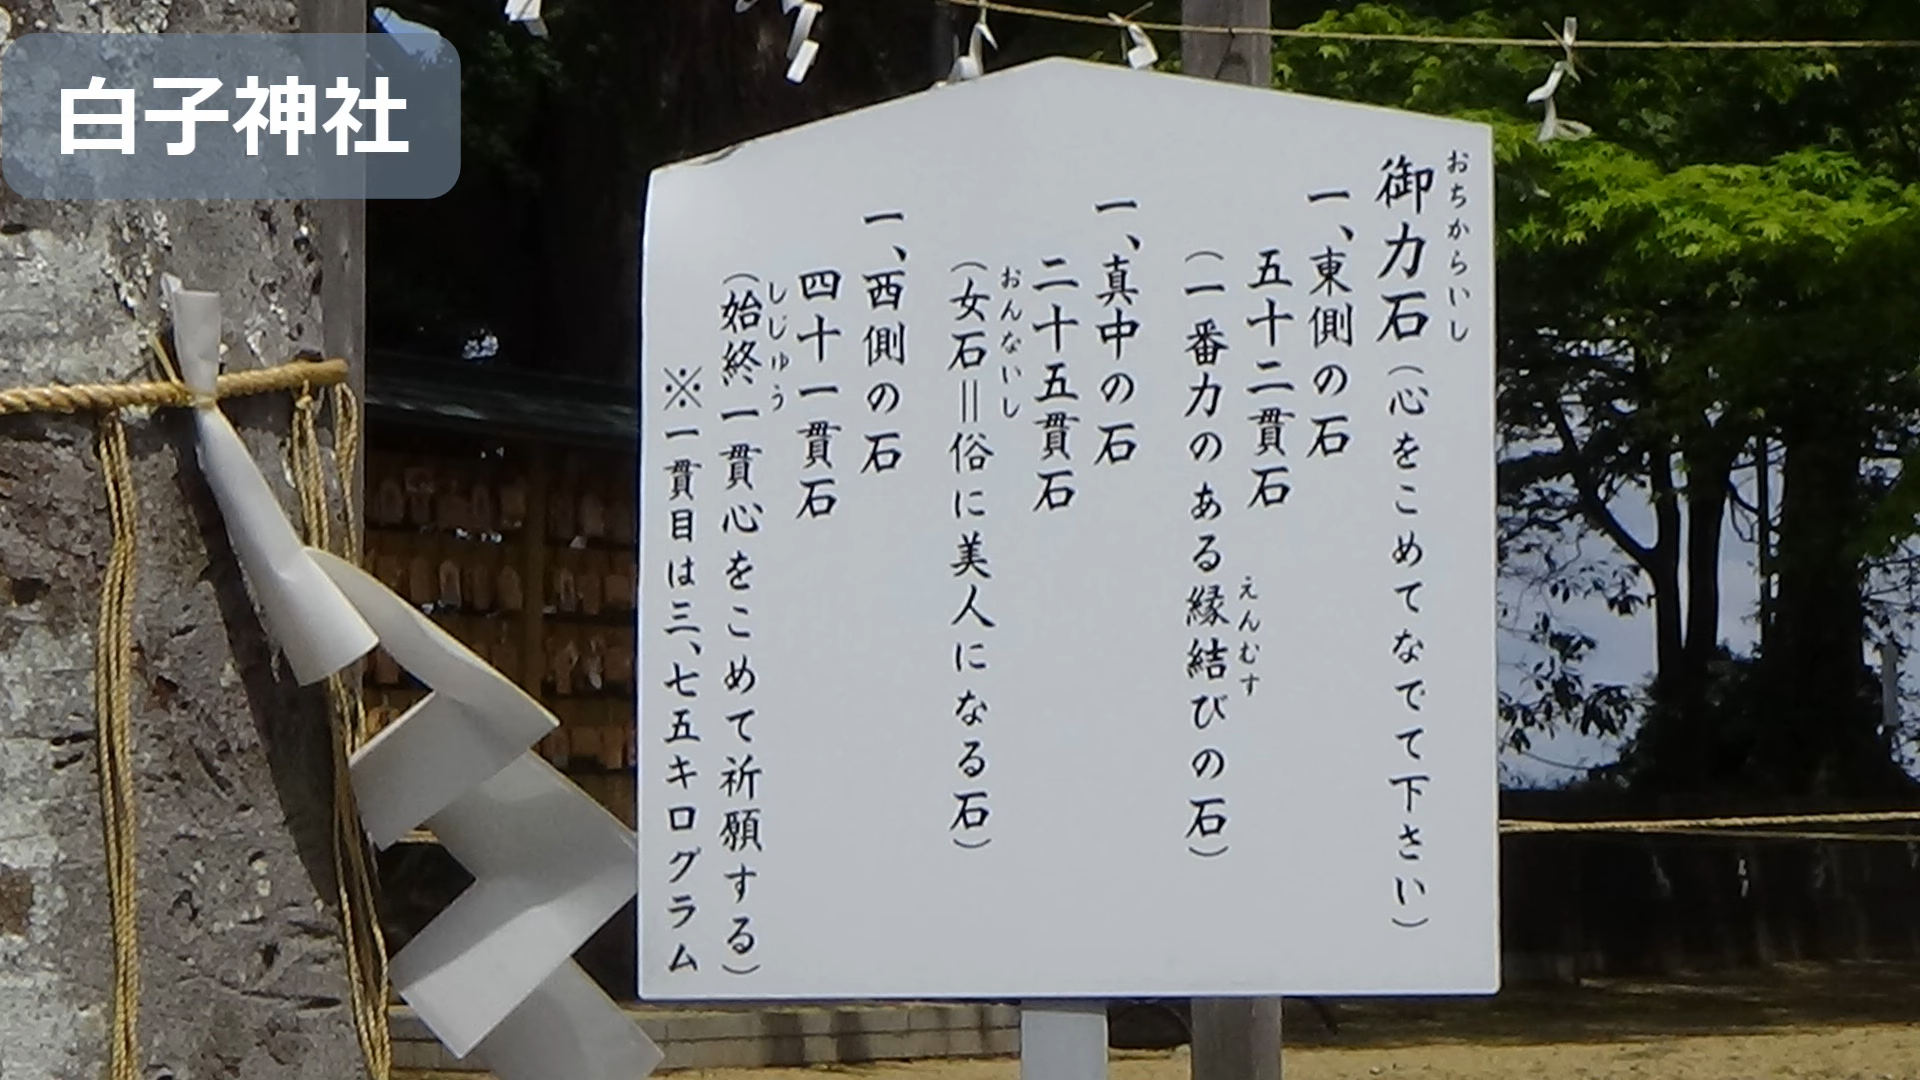 白子神社
おちからいし
御力石(心をこめてなでて下さい)
一、東側の石
五十二貫石
えんむす
(一番力のある縁結びの石)
一、真中の石
二十五貫石
おんないし
(女石＝俗に美人になる石)
一、西側の石
四十一貫石
しじゅう
(始終一貫心をこめて祈願する)
※一貫目は三、七五キログラム